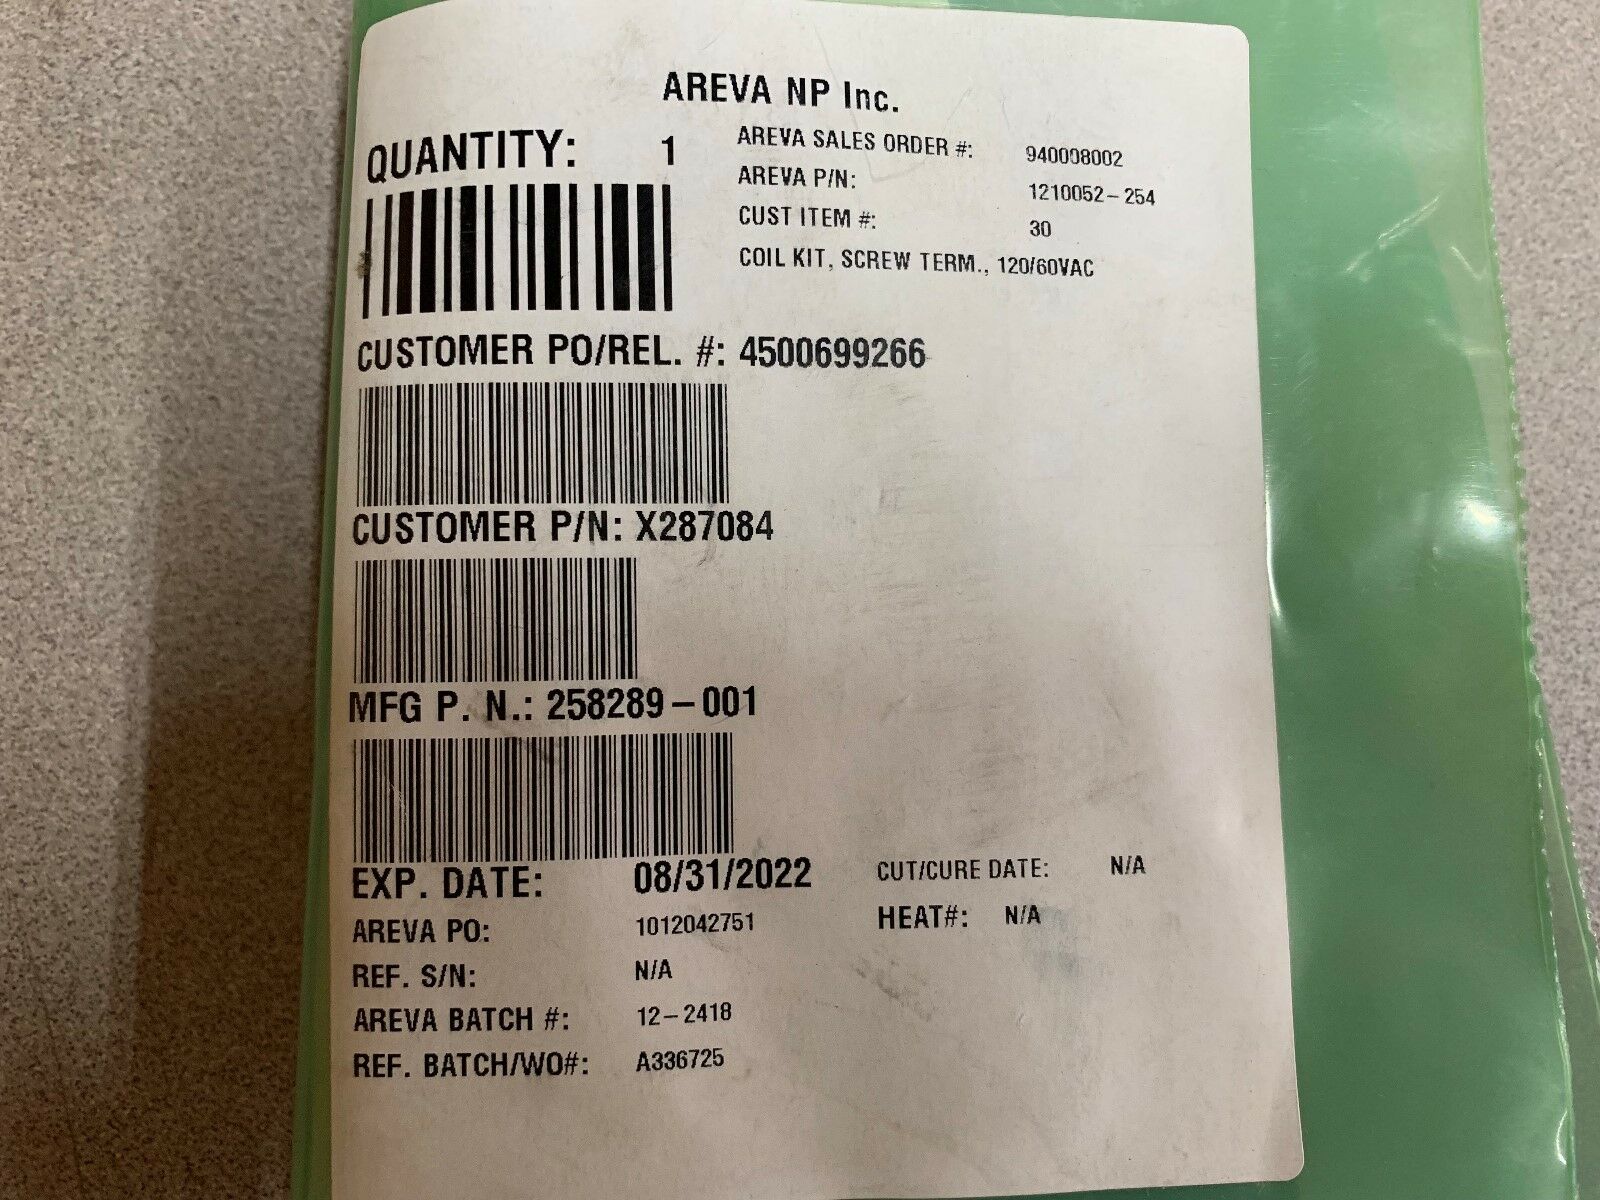 AREVA NP Inc.
QUANTITY: 1
AREVA SALES ORDER #: 940008002
AREVA P/N: 1210052-254
CUST ITEM #: 30
COIL KIT, SCREW TERM., 120/60VAC
CUSTOMER PO/REL. #: 4500699266
CUSTOMER P/N: X287084
MFG P. N.: 258289-001
EXP. DATE: 08/31/2022
CUT/CURE DATE: N/A
AREVA PO: 1012042751
HEAT#: N/A
REF. S/N: N/A
AREVA BATCH #: 12-2418
REF. BATCH/WO#: A336725